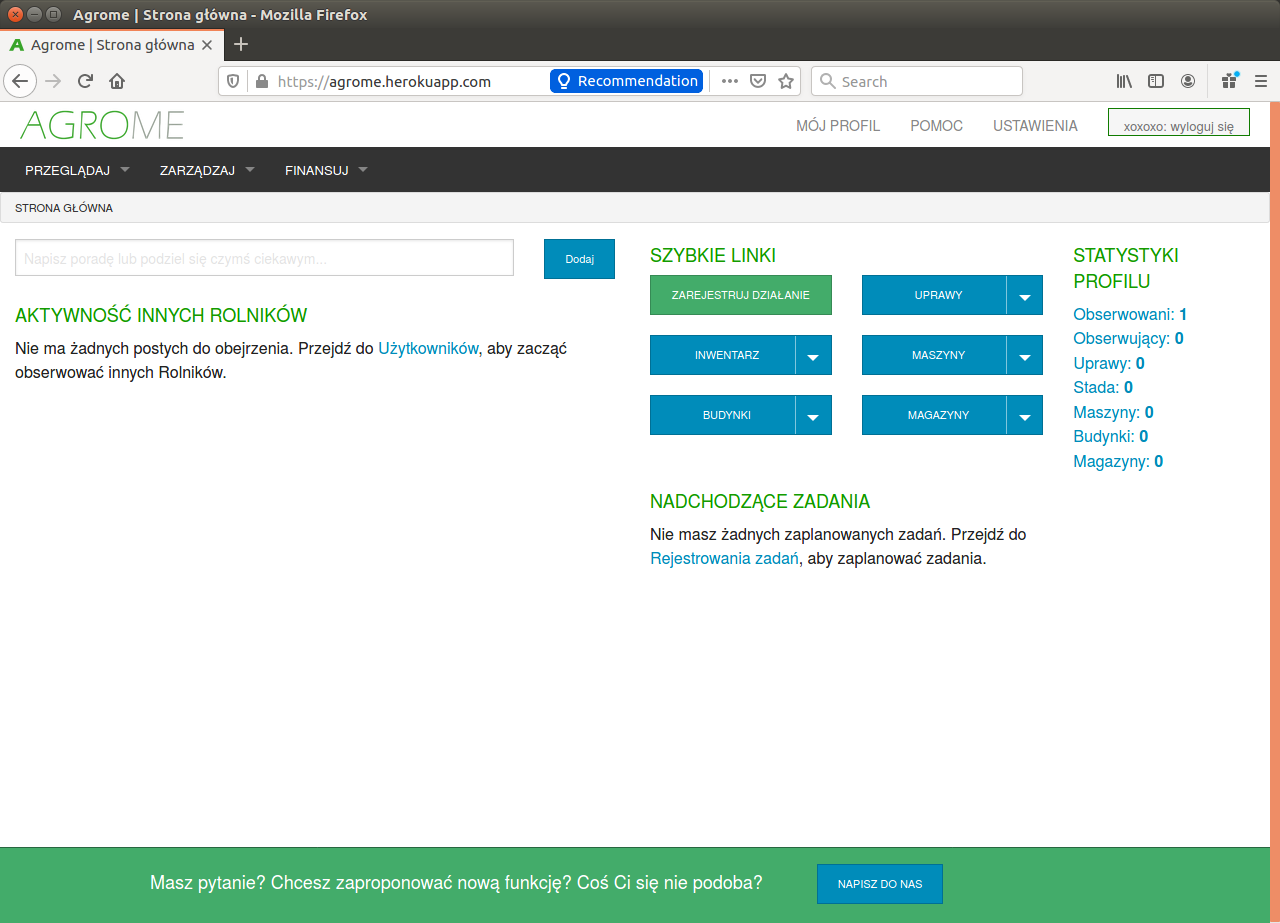 Agrome | Strona główna - Mozilla Firefox
Agrome | Strona główna
https://agrome.herokuapp.com
Recommendation
Search
AGROME
MÓJ PROFIL
POMOC
USTAWIENIA
xoxoxo: wyloguj się
PRZEGLĄDAJ
ZARZĄDZAJ
FINANSUJ
STRONA GŁÓWNA
Napisz poradę lub podziel się czymś ciekawym...
Dodaj
AKTYWNOŚĆ INNYCH ROLNIKÓW
Nie ma żadnych postych do obejrzenia. Przejdź do Użytkowników, aby zacząć
obserwować innych Rolników.
SZYBKIE LINKI
ZAREJESTRUJ DZIAŁANIE
UPRAWY
INWENTARZ
MASZYNY
BUDYNKI
MAGAZYNY
NADCHODZĄCE ZADANIA
Nie masz żadnych zaplanowanych zadań. Przejdź do
Rejestrowania zadań, aby zaplanować zadania.
STATYSTYKI
PROFILU
Obserwowani: 1
Obserwujący: 0
Uprawy: 0
Stada: 0
Maszyny: 0
Budynki: 0
Magazyny: 0
Masz pytanie? Chcesz zaproponować nową funkcję? Coś Ci się nie podoba?
NAPISZ DO NAS